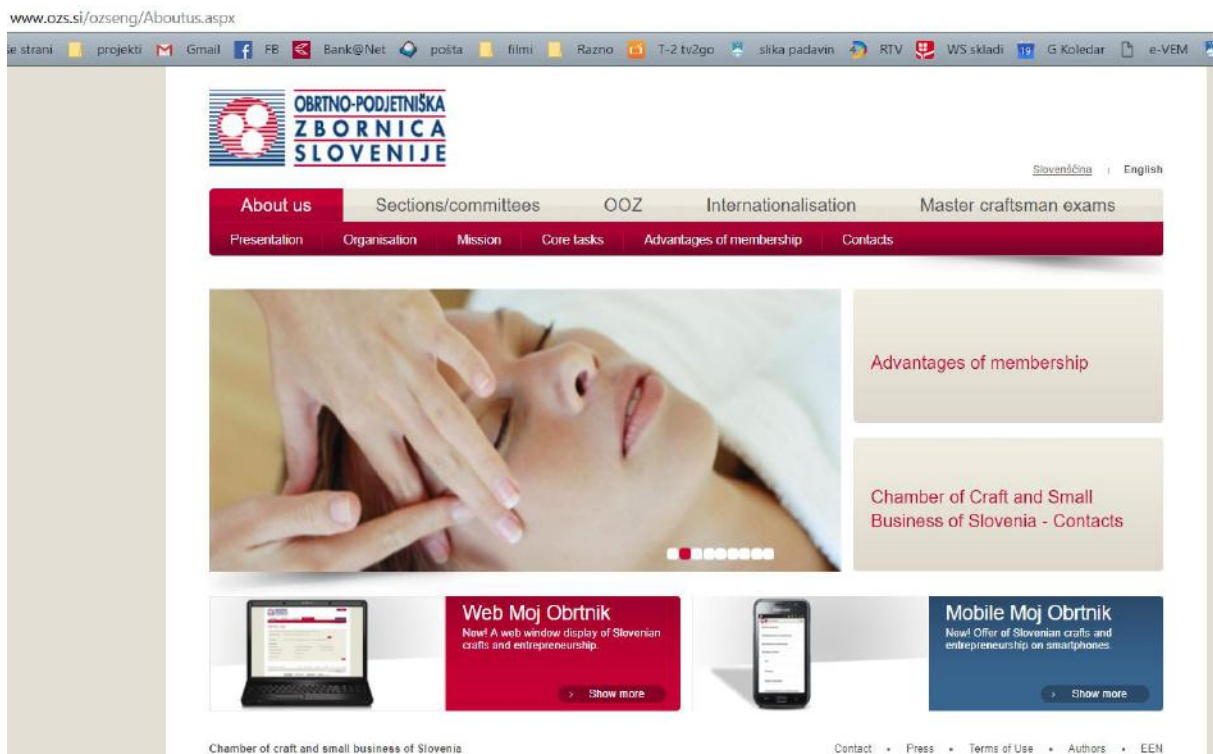 www.ozs.si/ozseng/Aboutus.aspx
še strani projekti Gmail FB Bank@Net pošta filmi Razno T-2 tv2go slika padavin RTV WS skladi 19 G Koledar e-VEM
OBRTNO-PODJETNIŠKA
ZBORNICA
SLOVENIJE
Slovenščina | English
About us Sections/committees OOZ Internationalisation Master craftsman exams
Presentation Organisation Mission Core tasks Advantages of membership Contacts
Advantages of membership
Chamber of Craft and Small
Business of Slovenia - Contacts
Web Moj Obrtnik
New! A web window display of Slovenian
crafts and entrepreneurship.
› Show more
Mobile Moj Obrtnik
New! Offer of Slovenian crafts and
entrepreneurship on smartphones.
› Show more
Chamber of craft and small business of Slovenia
Contact • Press • Terms of Use • Authors • EEN